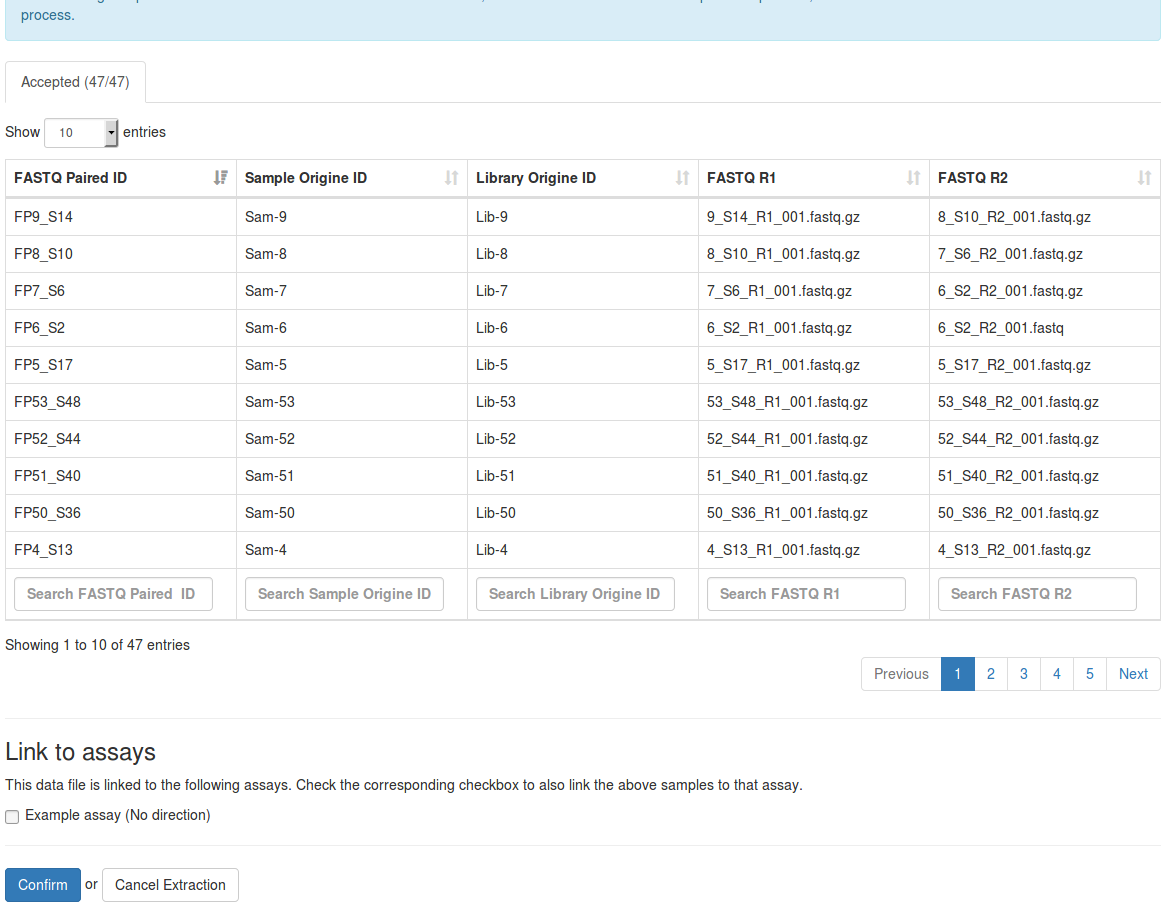 process.
Accepted (47/47)
Show 10 entries
FASTQ Paired ID Sample Origine ID Library Origine ID FASTQ R1 FASTQ R2
FP9_S14 Sam-9 Lib-9 9_S14_R1_001.fastq.gz 8_S10_R2_001.fastq.gz
FP8_S10 Sam-8 Lib-8 8_S10_R1_001.fastq.gz 7_S6_R2_001.fastq.gz
FP7_S6 Sam-7 Lib-7 7_S6_R1_001.fastq.gz 6_S2_R2_001.fastq.gz
FP6_S2 Sam-6 Lib-6 6_S2_R1_001.fastq.gz 6_S2_R2_001.fastq
FP5_S17 Sam-5 Lib-5 5_S17_R1_001.fastq.gz 5_S17_R2_001.fastq.gz
FP53_S48 Sam-53 Lib-53 53_S48_R1_001.fastq.gz 53_S48_R2_001.fastq.gz
FP52_S44 Sam-52 Lib-52 52_S44_R1_001.fastq.gz 52_S44_R2_001.fastq.gz
FP51_S40 Sam-51 Lib-51 51_S40_R1_001.fastq.gz 51_S40_R2_001.fastq.gz
FP50_S36 Sam-50 Lib-50 50_S36_R1_001.fastq.gz 50_S36_R2_001.fastq.gz
FP4_S13 Sam-4 Lib-4 4_S13_R1_001.fastq.gz 4_S13_R2_001.fastq.gz
Search FASTQ Paired ID Search Sample Origine ID Search Library Origine ID Search FASTQ R1 Search FASTQ R2
Showing 1 to 10 of 47 entries
Previous 1 2 3 4 5 Next
Link to assays
This data file is linked to the following assays. Check the corresponding checkbox to also link the above samples to that assay.
Example assay (No direction)
Confirm or Cancel Extraction